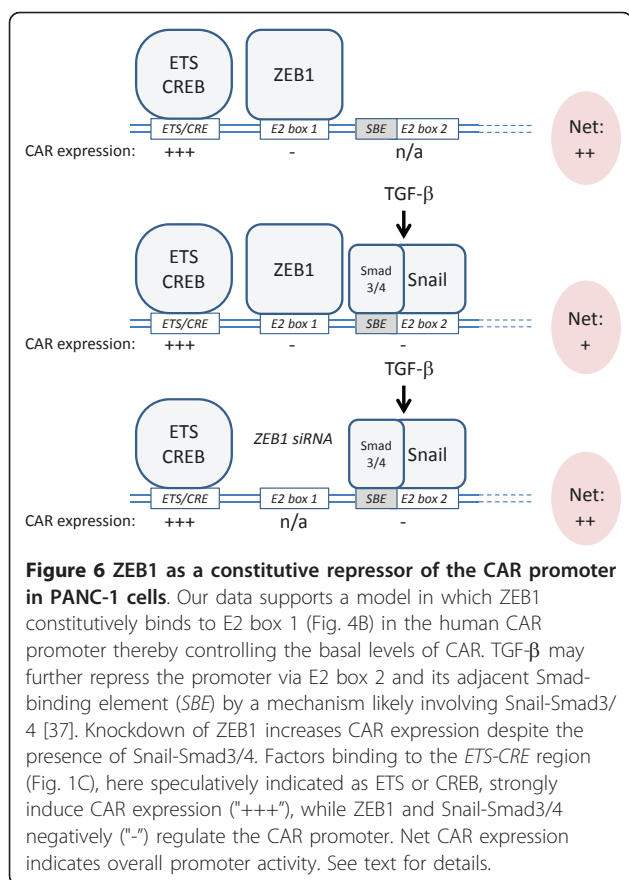 ETS
CREB
ZEB1
ETS/CRE
E2 box 1
SBE
E2 box 2
Net:
++
CAR expression:
+++
-
n/a
TGF-β
ETS
CREB
ZEB1
Smad
3/4
Snail
ETS/CRE
E2 box 1
SBE
E2 box 2
Net:
+
CAR expression:
+++
-
-
TGF-β
ETS
CREB
ZEB1 siRNA
Smad
3/4
Snail
ETS/CRE
E2 box 1
SBE
E2 box 2
Net:
++
CAR expression:
+++
n/a
-
Figure 6 ZEB1 as a constitutive repressor of the CAR promoter
in PANC-1 cells. Our data supports a model in which ZEB1
constitutively binds to E2 box 1 (Fig. 4B) in the human CAR
promoter thereby controlling the basal levels of CAR. TGF-β may
further repress the promoter via E2 box 2 and its adjacent Smad-
binding element (SBE) by a mechanism likely involving Snail-Smad3/
4 [37]. Knockdown of ZEB1 increases CAR expression despite the
presence of Snail-Smad3/4. Factors binding to the ETS-CRE region
(Fig. 1C), here speculatively indicated as ETS or CREB, strongly
induce CAR expression ("+++"), while ZEB1 and Snail-Smad3/4
negatively ("-") regulate the CAR promoter. Net CAR expression
indicates overall promoter activity. See text for details.